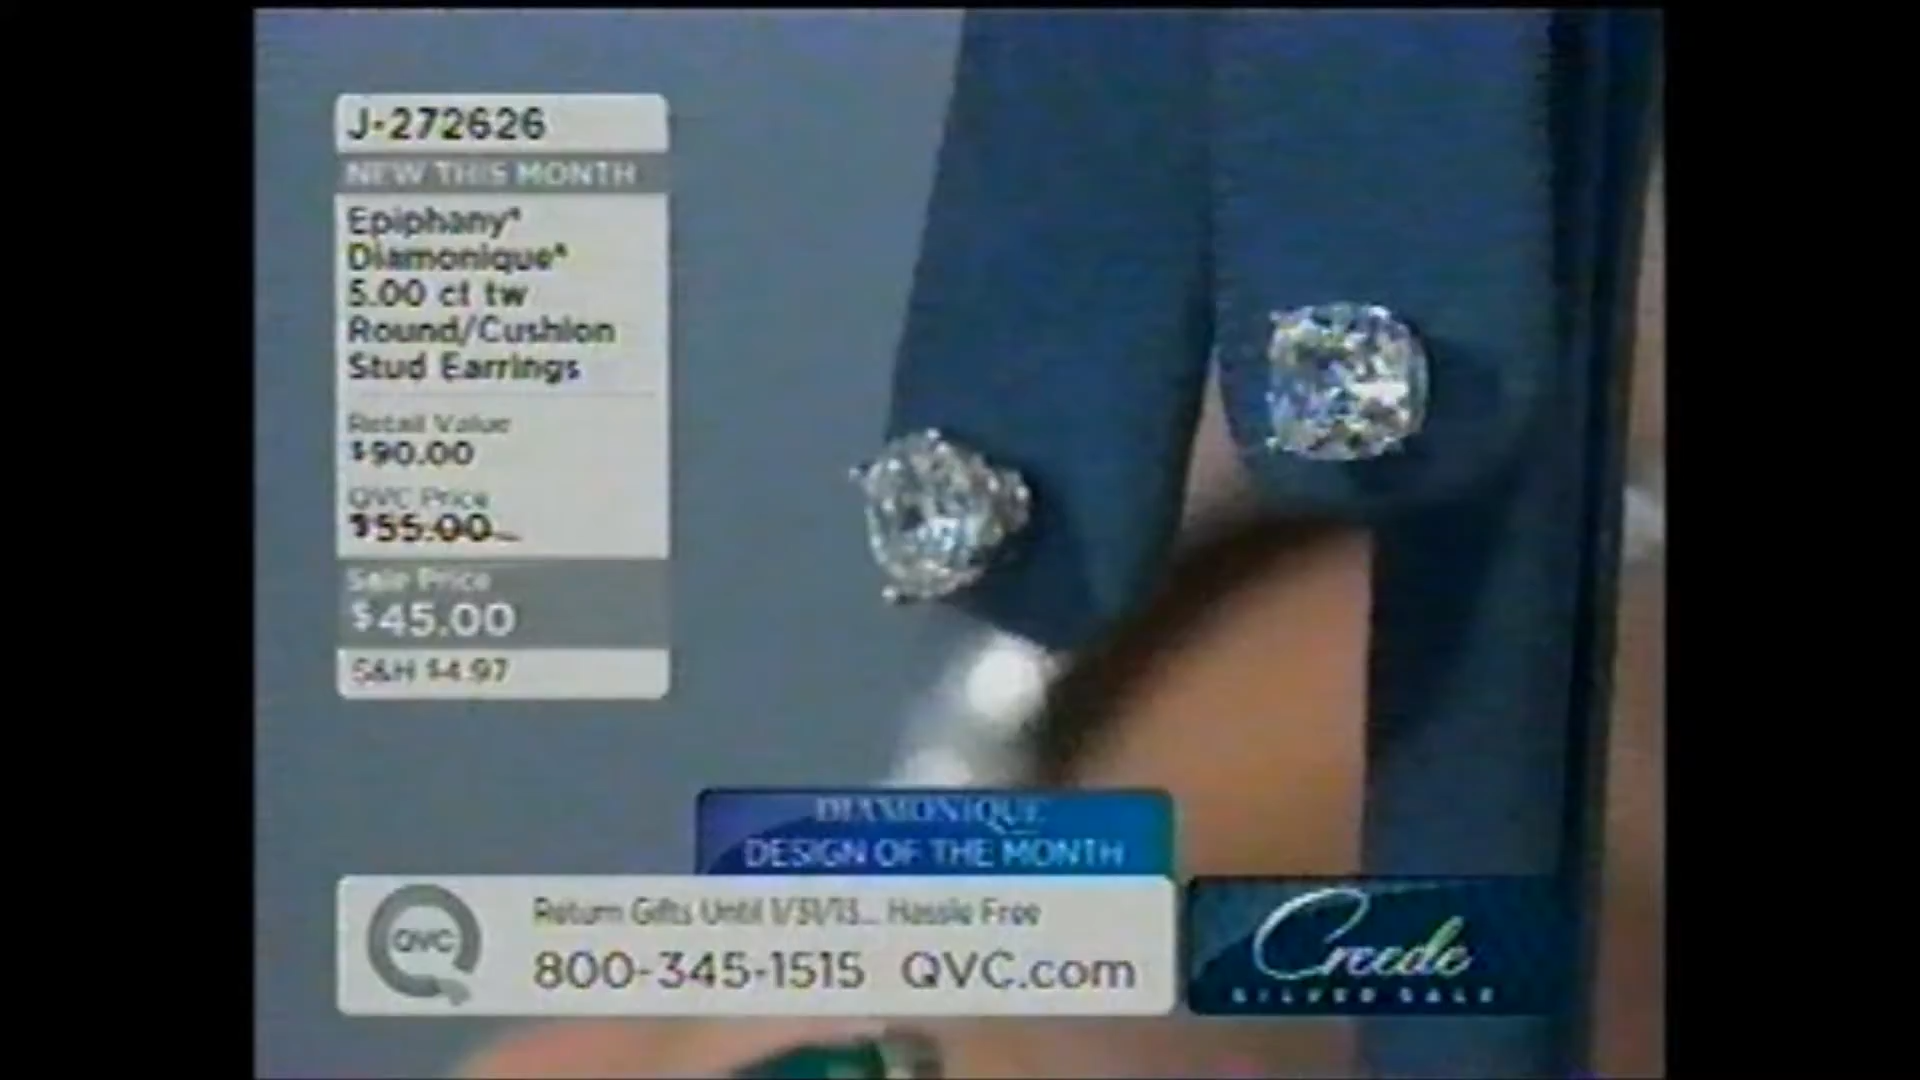 J-272626
NEW THIS MONTH
Epiphany*
Diamonique*
5.00 ct tw
Round/Cushion
Stud Earrings
Retail Value
$90.00
QVC Price
$55.00
Sale Price
$45.00
S&H $4.97
DIAMONIQUE
DESIGN OF THE MONTH
QVC
Return Gifts Until 1/31/13... Hassle Free
800-345-1515 QVC.com
Creede
SILVER SALE